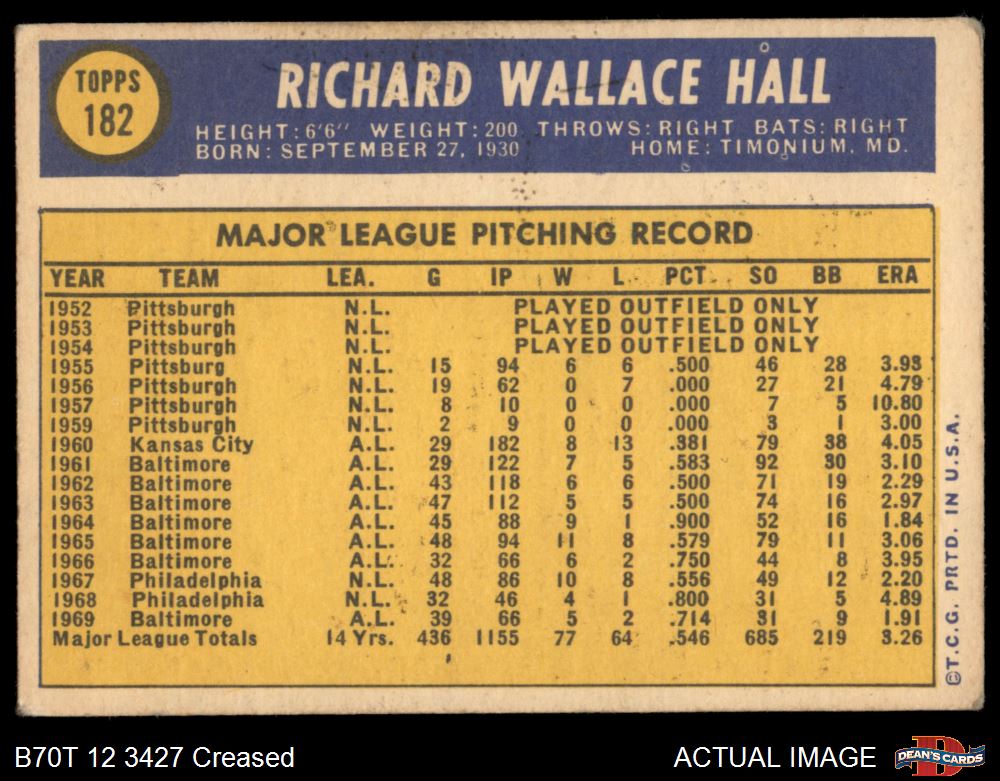 TOPPS
182
RICHARD WALLACE HALL
HEIGHT: 6'6" WEIGHT: 200 THROWS: RIGHT BATS: RIGHT
BORN: SEPTEMBER 27, 1930 HOME: TIMONIUM, MD.
MAJOR LEAGUE PITCHING RECORD
YEAR TEAM LEA. G IP W L PCT SO BB ERA
1952 Pittsburgh N.L. PLAYED OUTFIELD ONLY
1953 Pittsburgh N.L. PLAYED OUTFIELD ONLY
1954 Pittsburgh N.L. PLAYED OUTFIELD ONLY
1955 Pittsburg N.L. 15 94 6 6 .500 46 28 3.93
1956 Pittsburgh N.L. 19 62 0 7 .000 27 21 4.79
1957 Pittsburgh N.L. 8 10 0 0 .000 7 5 10.80
1959 Pittsburgh N.L. 2 9 0 0 .000 3 1 3.00
1960 Kansas City A.L. 29 182 8 13 .381 79 38 4.05
1961 Baltimore A.L. 29 122 7 5 .583 92 30 3.10
1962 Baltimore A.L. 43 118 6 6 .500 71 19 2.29
1963 Baltimore A.L. 47 112 5 5 .500 74 16 2.97
1964 Baltimore A.L. 45 88 9 1 .900 52 16 1.84
1965 Baltimore A.L. 48 94 11 8 .579 79 11 3.06
1966 Baltimore A.L. 32 66 6 2 .750 44 8 3.95
1967 Philadelphia N.L. 48 86 10 8 .556 49 12 2.20
1968 Philadelphia N.L. 32 46 4 1 .800 31 5 4.89
1969 Baltimore A.L. 39 66 5 2 .714 31 9 1.91
Major League Totals 14 Yrs. 436 1155 77 64 .546 685 219 3.26
©T.C.G. PRTD. IN U.S.A.
B70T 12 3427 Creased
ACTUAL IMAGE
D
DEAN'S CARDS